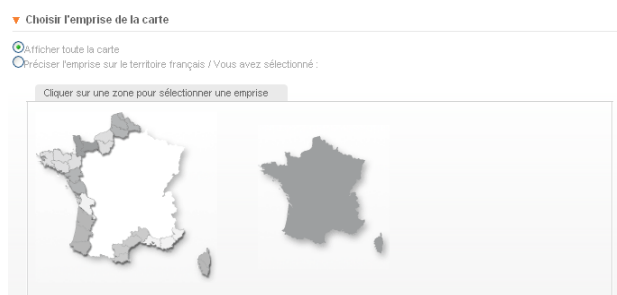 Choisir l'emprise de la carte
Afficher toute la carte
Préciser l'emprise sur le territoire français / Vous avez sélectionné :
Cliquer sur une zone pour sélectionner une emprise